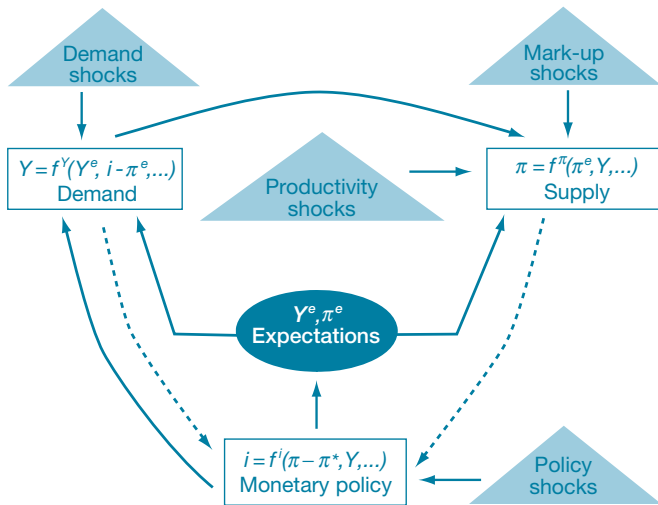 Demand
shocks
Mark-up
shocks
Y = f^Y(Y^e, i - π^e,...)
Demand
π = f^π(π^e, Y,...)
Supply
Productivity
shocks
Y^e, π^e
Expectations
i = f^i(π – π*, Y,...)
Monetary policy
Policy
shocks